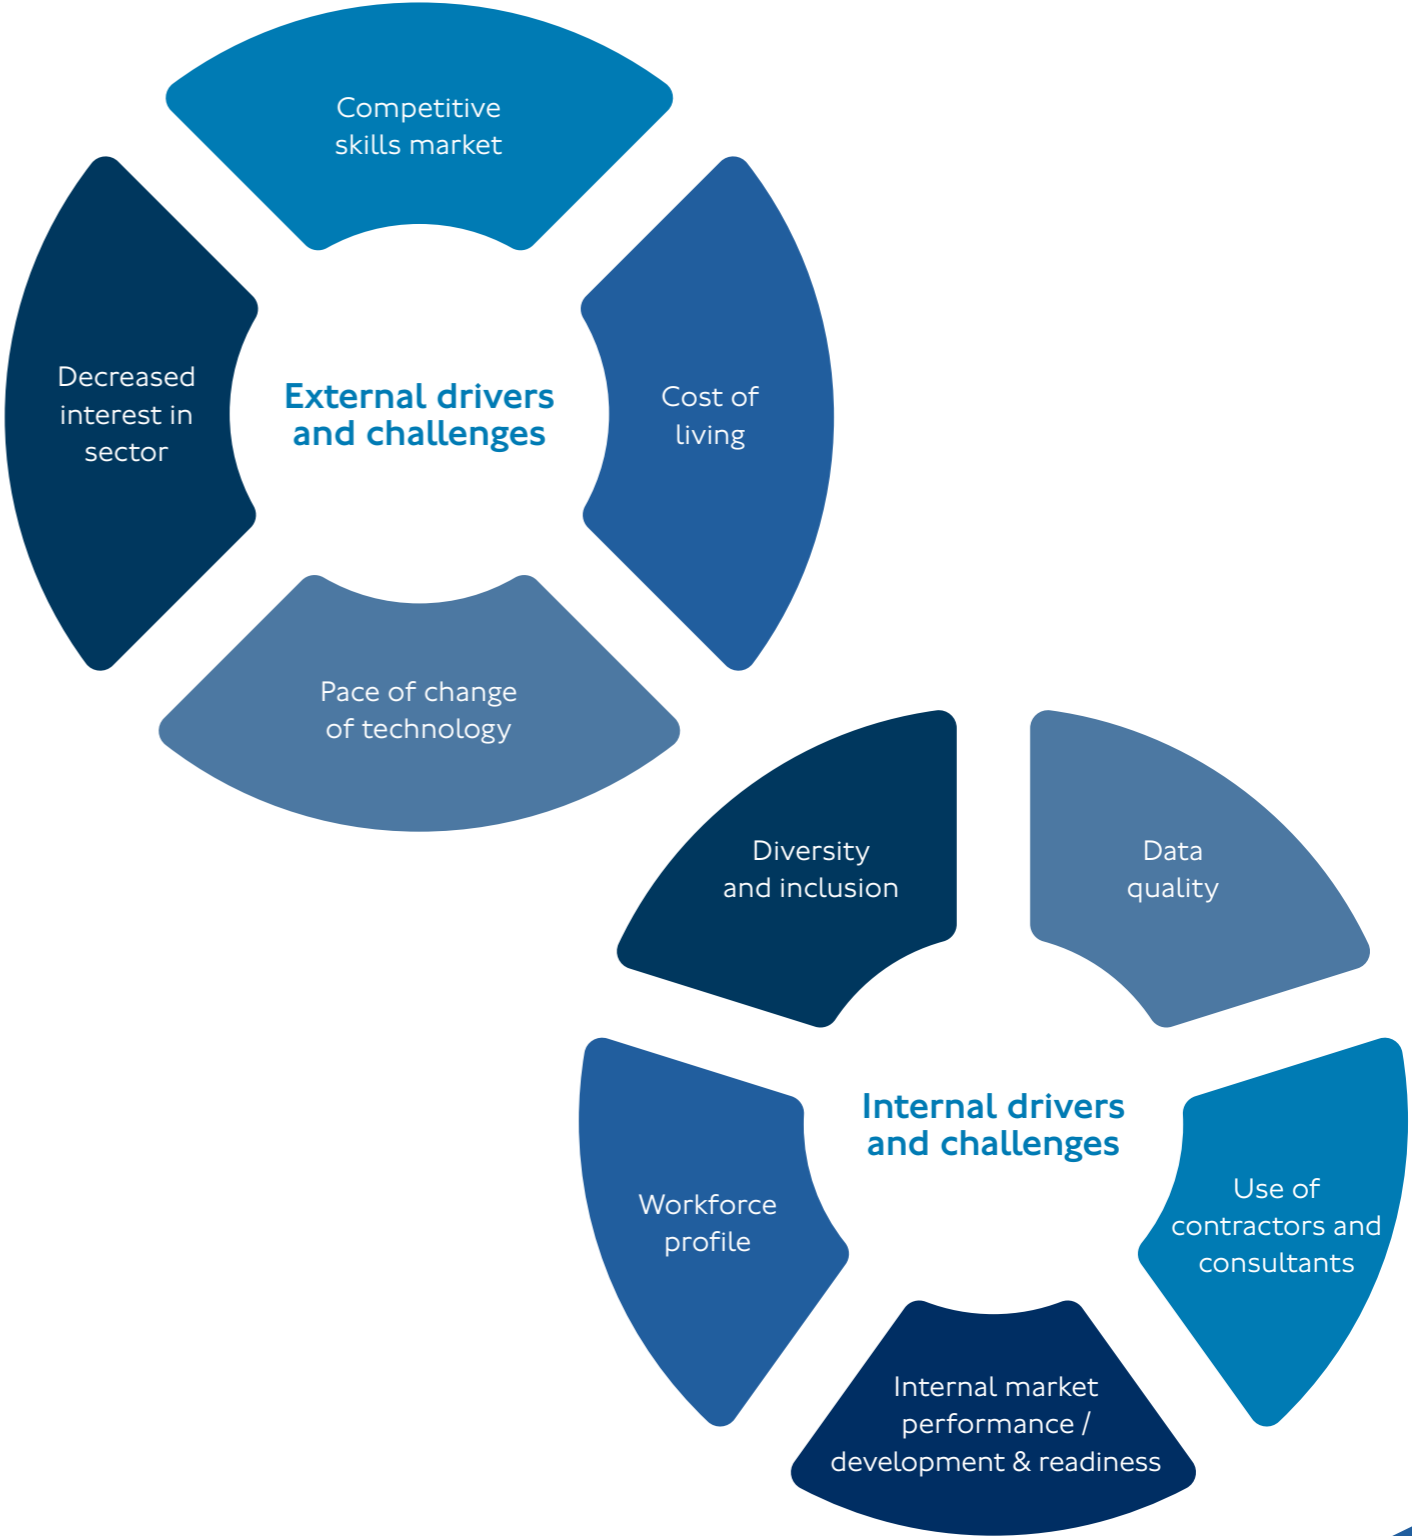 Competitive
skills market
Decreased
interest in
sector
External drivers
and challenges
Cost of
living
Pace of change
of technology
Diversity
and inclusion
Data
quality
Internal drivers
and challenges
Workforce
profile
Use of
contractors and
consultants
Internal market
performance /
development & readiness